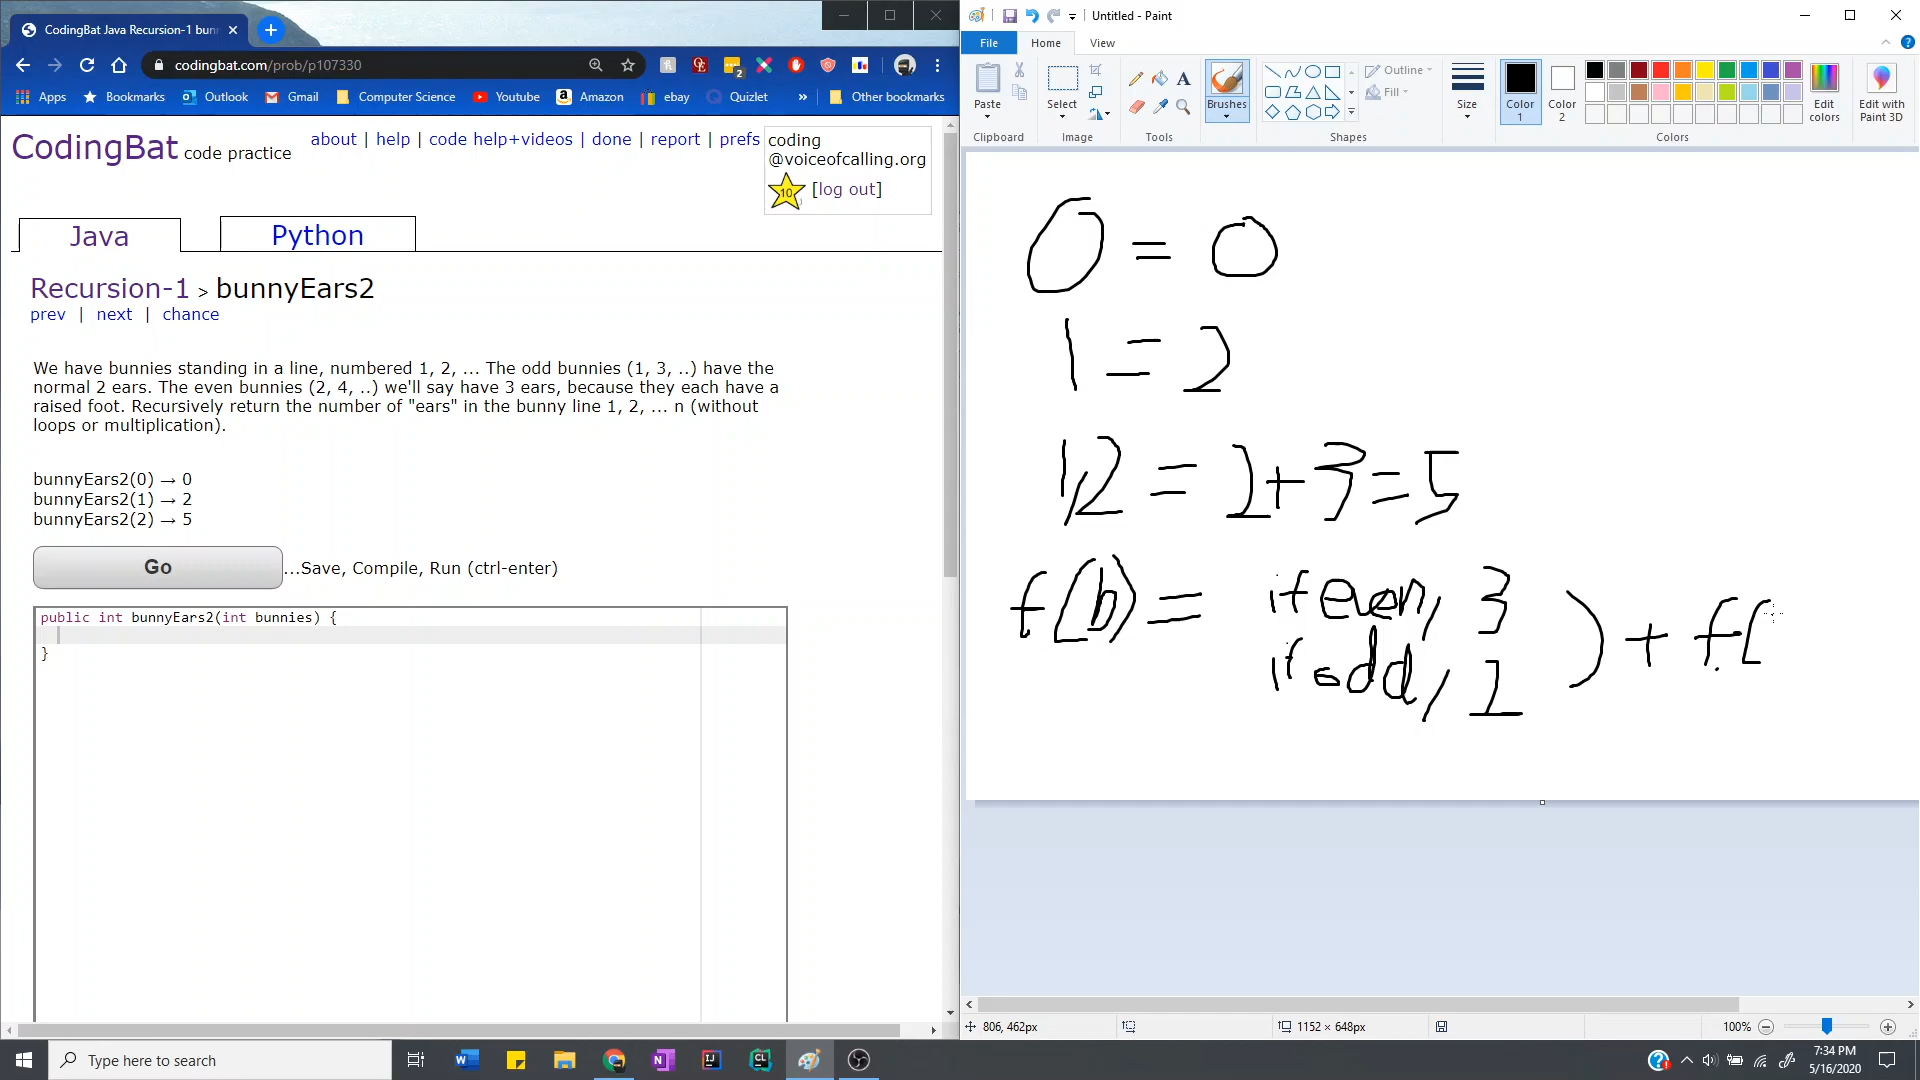 CodingBat Java Recursion-1 bun
codingbat.com/prob/p107330
Apps
Bookmarks
Outlook
Gmail
Computer Science
Youtube
Amazon
ebay
Quizlet
»
Other bookmarks
CodingBat code practice
about | help | code help+videos | done | report | prefs
coding
@voiceofcalling.org
10
[log out]
Java
Python
Recursion-1 > bunnyEars2
prev | next | chance
We have bunnies standing in a line, numbered 1, 2, ... The odd bunnies (1, 3, ..) have the
normal 2 ears. The even bunnies (2, 4, ..) we'll say have 3 ears, because they each have a
raised foot. Recursively return the number of "ears" in the bunny line 1, 2, ... n (without
loops or multiplication).
bunnyEars2(0) → 0
bunnyEars2(1) → 2
bunnyEars2(2) → 5
Go
...Save, Compile, Run (ctrl-enter)
public int bunnyEars2(int bunnies) {
}
Untitled - Paint
File
Home
View
Paste
Clipboard
Select
Image
Tools
Brushes
Outline
Fill
Shapes
Size
Color
1
Color
2
Edit
colors
Edit with
Paint 3D
Colors
0 = 0
1 = 2
1,2 = 2+3=5
f(b) = if even, 3
if odd, 2
) + f(
806, 462px
1152 × 648px
100%
Type here to search
7:34 PM
5/16/2020